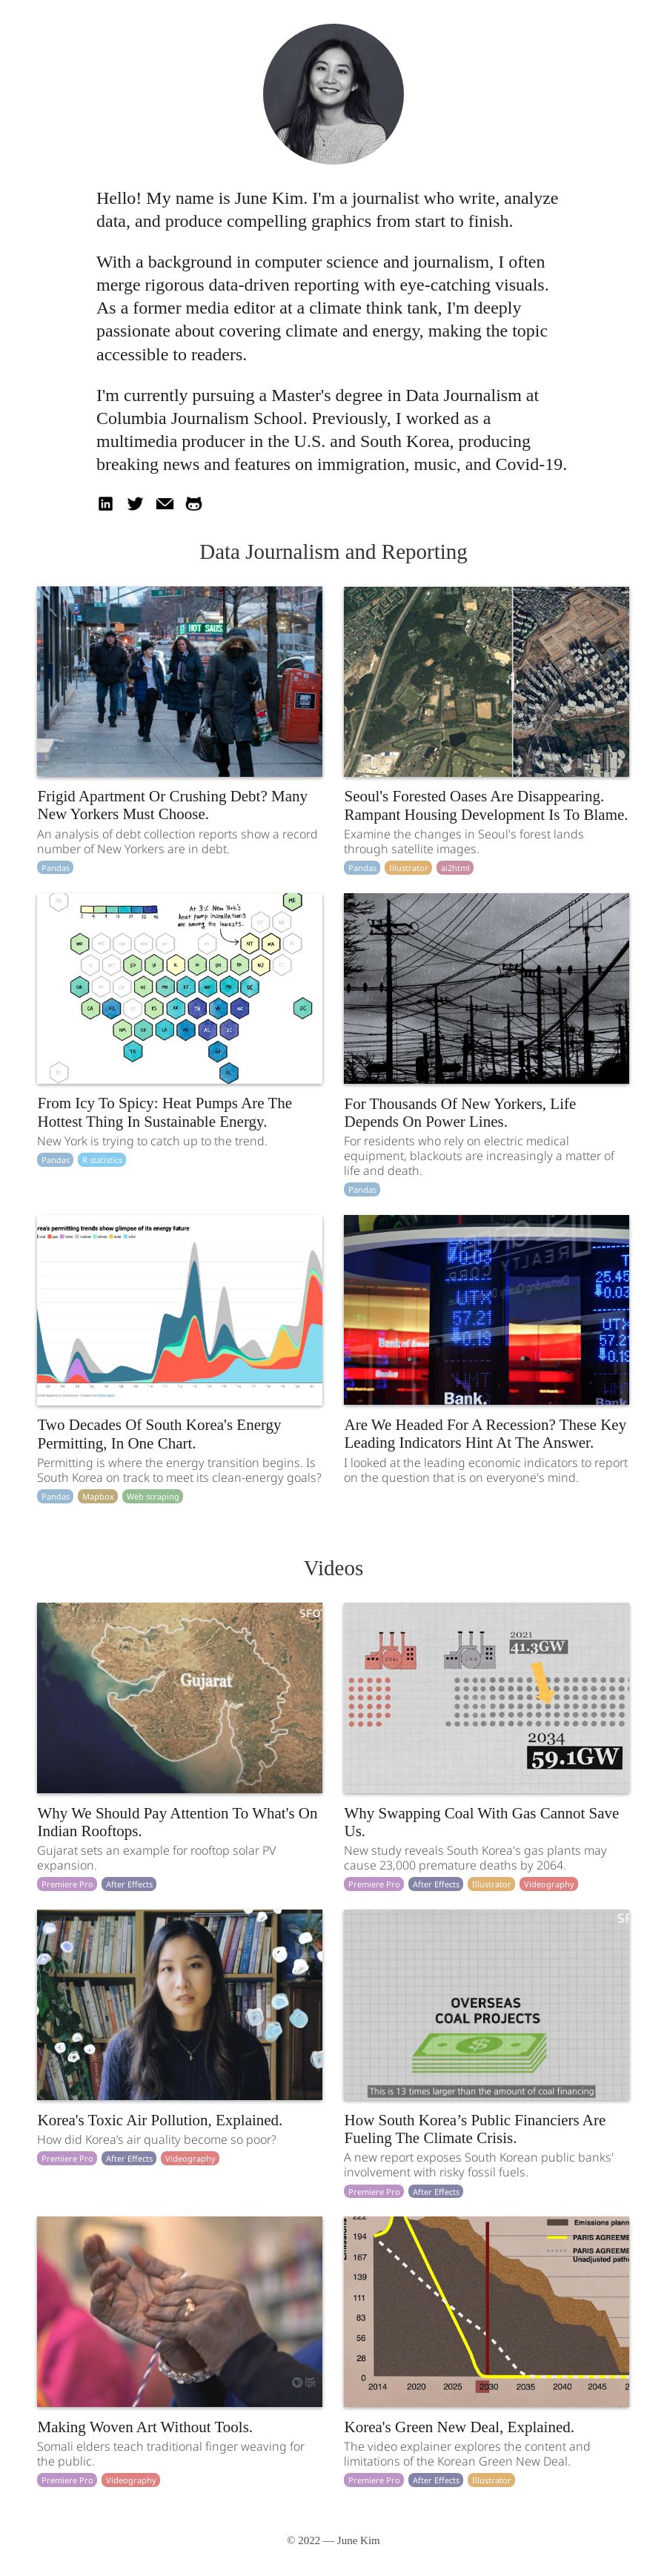 Hello! My name is June Kim. I'm a journalist who write, analyze
data, and produce compelling graphics from start to finish.
With a background in computer science and journalism, I often
merge rigorous data-driven reporting with eye-catching visuals.
As a former media editor at a climate think tank, I'm deeply
passionate about covering climate and energy, making the topic
accessible to readers.
I'm currently pursuing a Master's degree in Data Journalism at
Columbia Journalism School. Previously, I worked as a
multimedia producer in the U.S. and South Korea, producing
breaking news and features on immigration, music, and Covid-19.
in
Data Journalism and Reporting
HOT SAUS
Frigid Apartment Or Crushing Debt? Many
New Yorkers Must Choose.
An analysis of debt collection reports show a record
number of New Yorkers are in debt.
Pandas
Seoul's Forested Oases Are Disappearing.
Rampant Housing Development Is To Blame.
Examine the changes in Seoul's forest lands
through satellite images.
Pandas Illustrator ai2html
At 3% New York's
heat pump installations
are among the lowests.
From Icy To Spicy: Heat Pumps Are The
Hottest Thing In Sustainable Energy.
New York is trying to catch up to the trend.
Pandas R statistics
For Thousands Of New Yorkers, Life
Depends On Power Lines.
For residents who rely on electric medical
equipment, blackouts are increasingly a matter of
life and death.
Pandas
rea's permitting trends show glimpse of its energy future
Two Decades Of South Korea's Energy
Permitting, In One Chart.
Permitting is where the energy transition begins. Is
South Korea on track to meet its clean-energy goals?
Pandas Mapbox Web scraping
REALTY
CORP
UTX
57.21
0.19
25.45
0.03
UTX
57.2
0.19
Bank.
Are We Headed For A Recession? These Key
Leading Indicators Hint At The Answer.
I looked at the leading economic indicators to report
on the question that is on everyone's mind.
Videos
SFO
Gujarat
Why We Should Pay Attention To What's On
Indian Rooftops.
Gujarat sets an example for rooftop solar PV
expansion.
Premiere Pro After Effects
COAL
2021
41.3GW
2034
59.1GW
Why Swapping Coal With Gas Cannot Save
Us.
New study reveals South Korea's gas plants may
cause 23,000 premature deaths by 2064.
Premiere Pro After Effects Illustrator Videography
Korea's Toxic Air Pollution, Explained.
How did Korea's air quality become so poor?
Premiere Pro After Effects Videography
SF
OVERSEAS
COAL PROJECTS
This is 13 times larger than the amount of coal financing
How South Korea’s Public Financiers Are
Fueling The Climate Crisis.
A new report exposes South Korean public banks'
involvement with risky fossil fuels.
Premiere Pro After Effects
Making Woven Art Without Tools.
Somali elders teach traditional finger weaving for
the public.
Premiere Pro Videography
222
194
167
139
111
83
56
28
0
2014 2020 2025 2030 2035 2040 2045 2
Emissions plann
PARIS AGREEME
PARIS AGREEME
Unadjusted path
Korea's Green New Deal, Explained.
The video explainer explores the content and
limitations of the Korean Green New Deal.
Premiere Pro After Effects Illustrator
© 2022 — June Kim